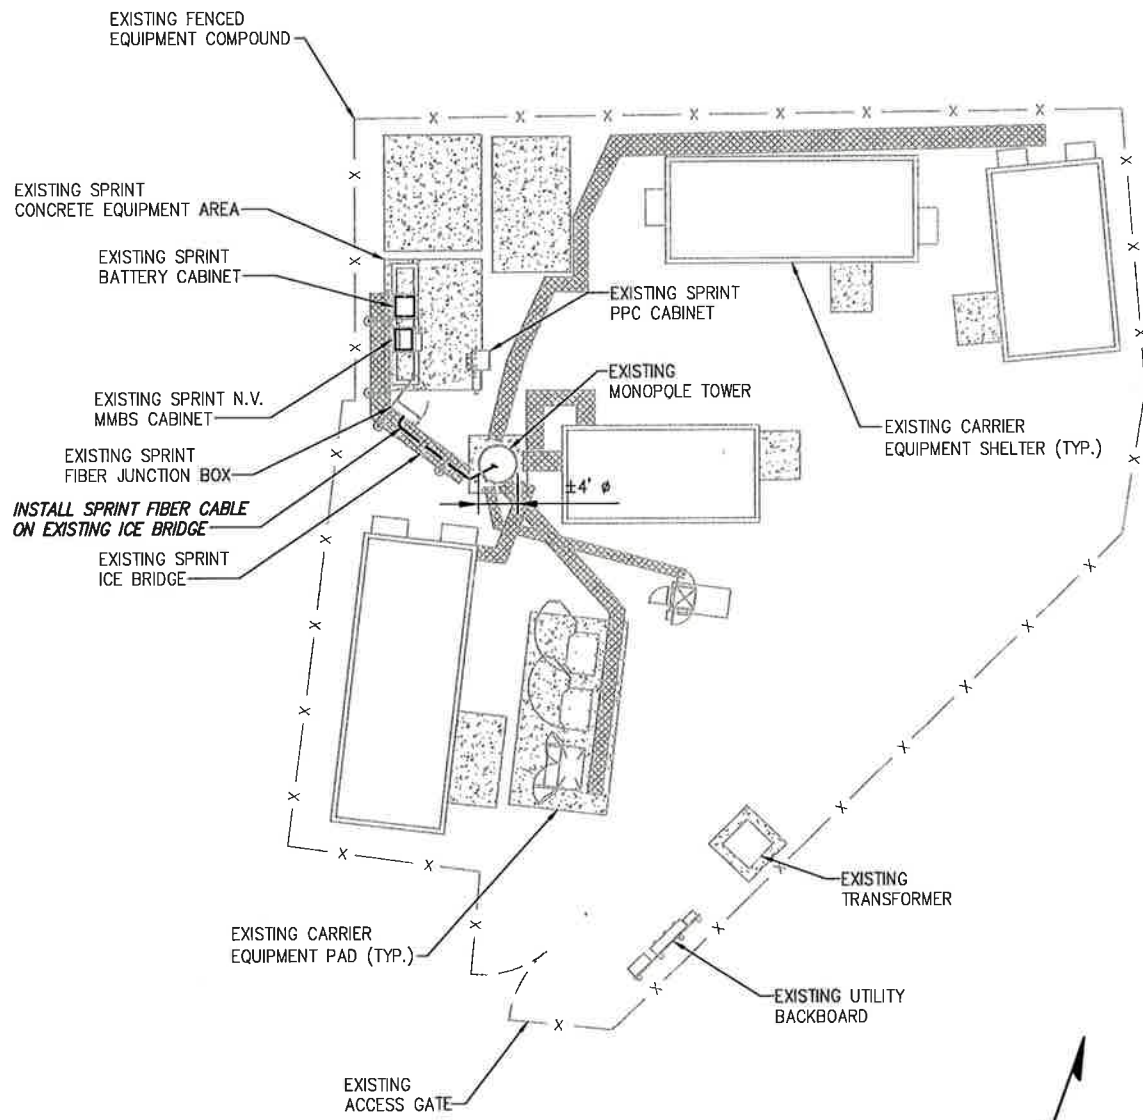 EXISTING FENCED
EQUIPMENT COMPOUND
EXISTING SPRINT
CONCRETE EQUIPMENT AREA
EXISTING SPRINT
BATTERY CABINET
EXISTING SPRINT
PPC CABINET
EXISTING
MONOPOLE TOWER
EXISTING SPRINT N.V.
MMBS CABINET
EXISTING CARRIER
EQUIPMENT SHELTER (TYP.)
EXISTING SPRINT
FIBER JUNCTION BOX
±4' ø
INSTALL SPRINT FIBER CABLE
ON EXISTING ICE BRIDGE
EXISTING SPRINT
ICE BRIDGE
EXISTING
TRANSFORMER
EXISTING CARRIER
EQUIPMENT PAD (TYP.)
EXISTING UTILITY
BACKBOARD
EXISTING
ACCESS GATE